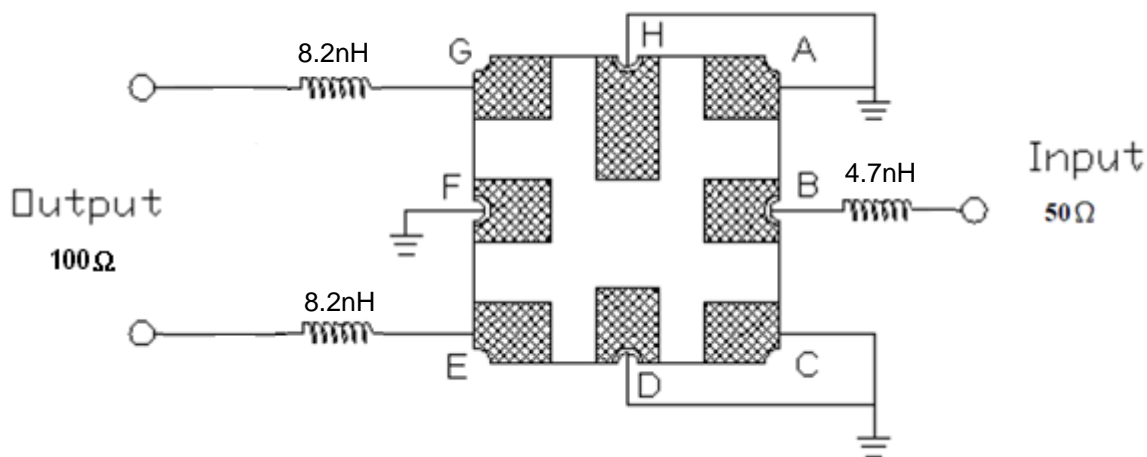 H
A
G
8.2nH
Input
50Ω
4.7nH
B
F
Output
100Ω
8.2nH
E
D
C